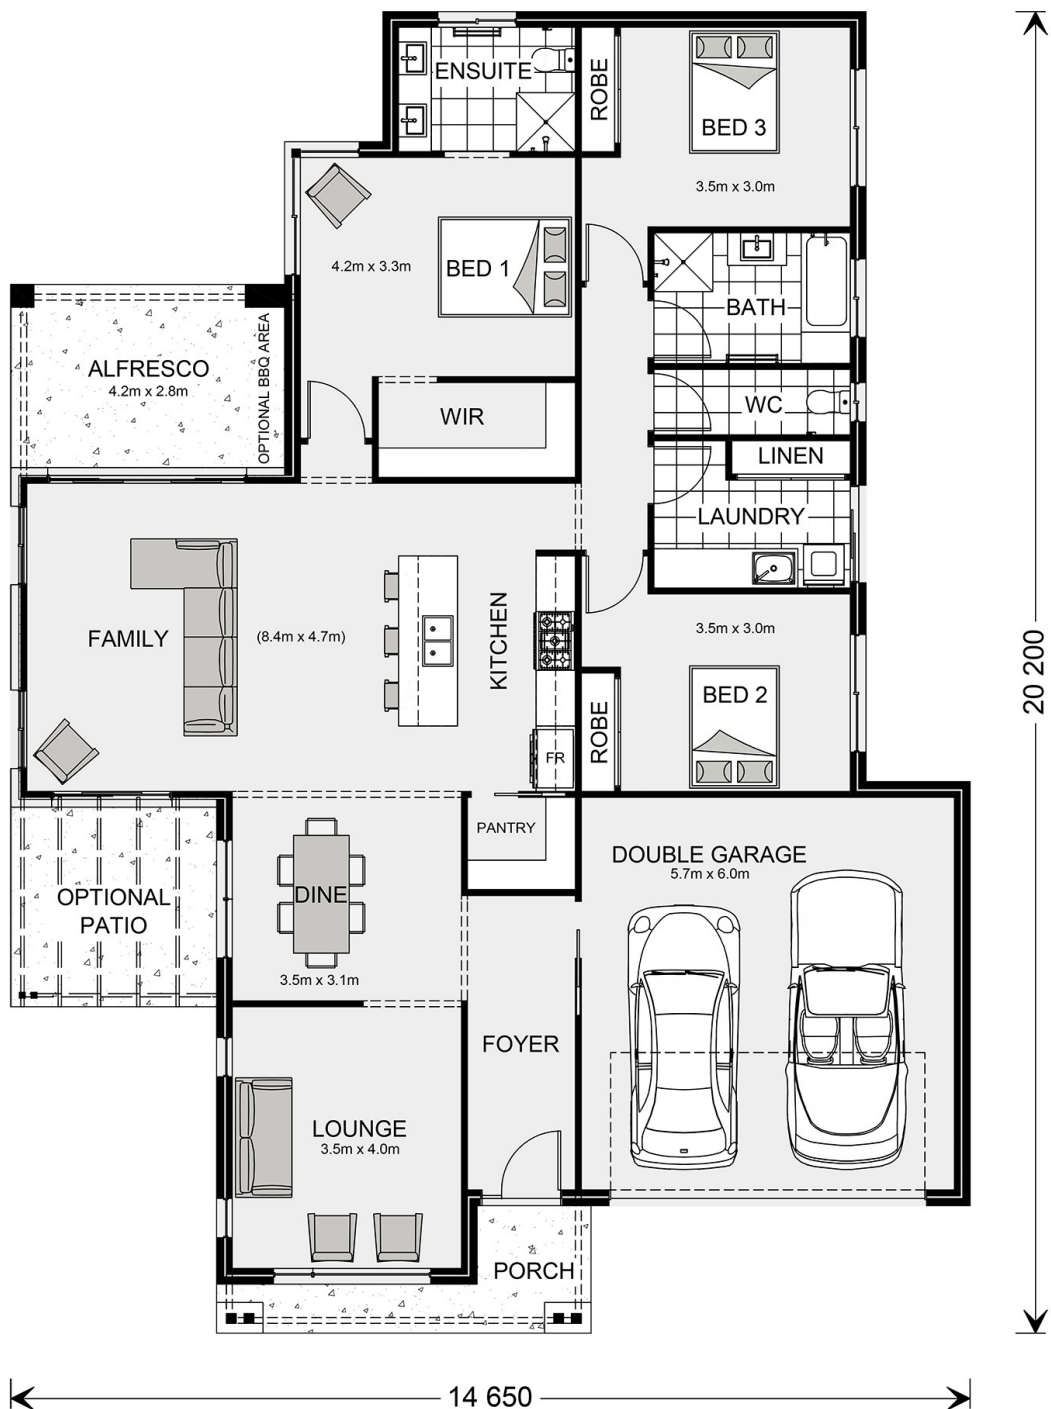 ENSUITE
ROBE
BED 3
3.5m x 3.0m
4.2m x 3.3m
BED 1
BATH
ALFRESCO
4.2m x 2.8m
OPTIONAL BBQ AREA
WIR
WC
LINEN
LAUNDRY
FAMILY
(8.4m x 4.7m)
KITCHEN
3.5m x 3.0m
BED 2
ROBE
FR
20 200
PANTRY
DOUBLE GARAGE
5.7m x 6.0m
OPTIONAL
PATIO
DINE
3.5m x 3.1m
FOYER
LOUNGE
3.5m x 4.0m
PORCH
14 650